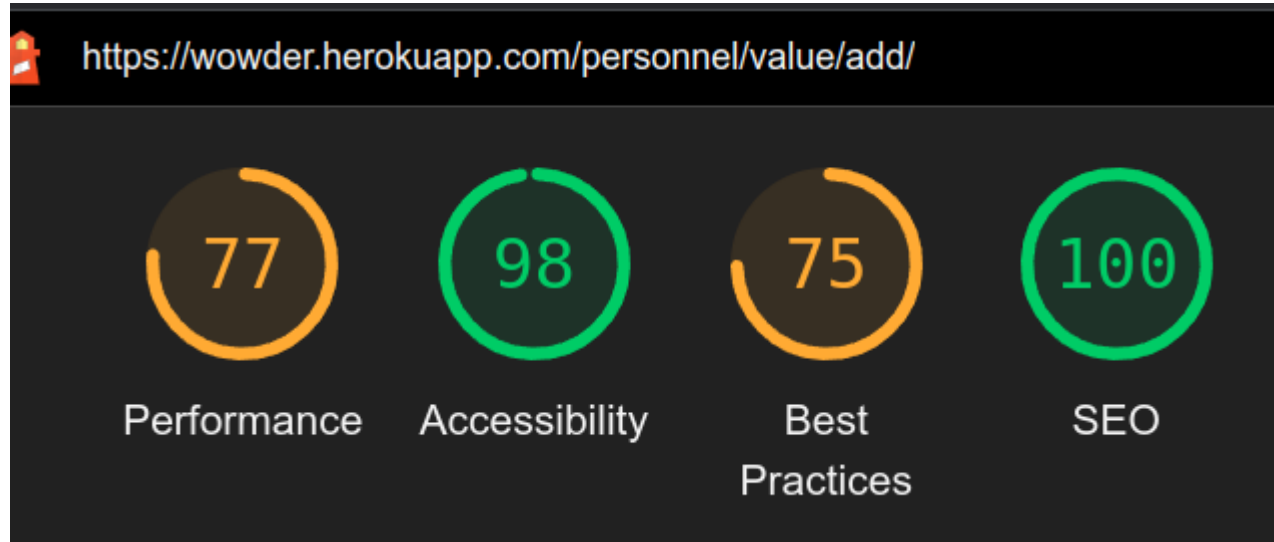 https://wowder.herokuapp.com/personnel/value/add/
77 98 75 100
Performance Accessibility Best SEO
Practices